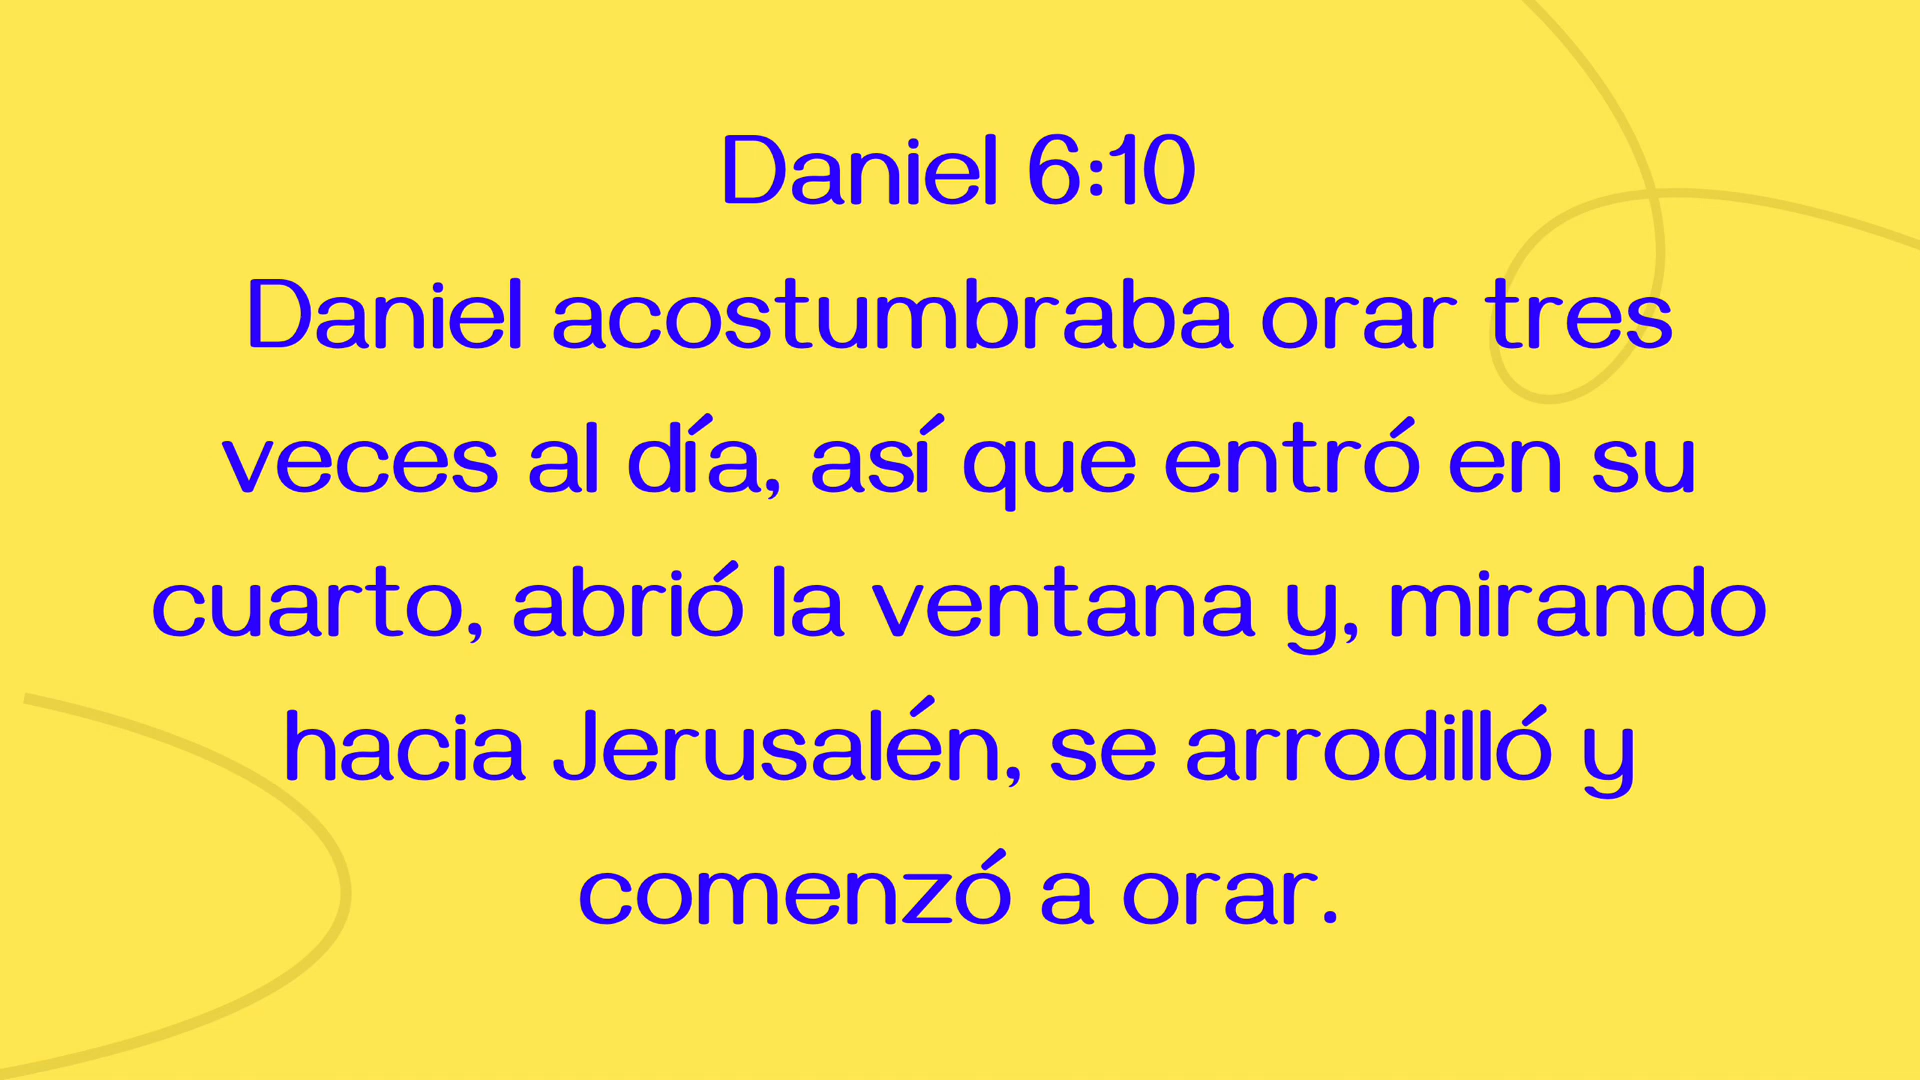 Daniel 6:10
Daniel acostumbraba orar tres
veces al día, así que entró en su
cuarto, abrió la ventana y, mirando
hacia Jerusalén, se arrodilló y
comenzó a orar.